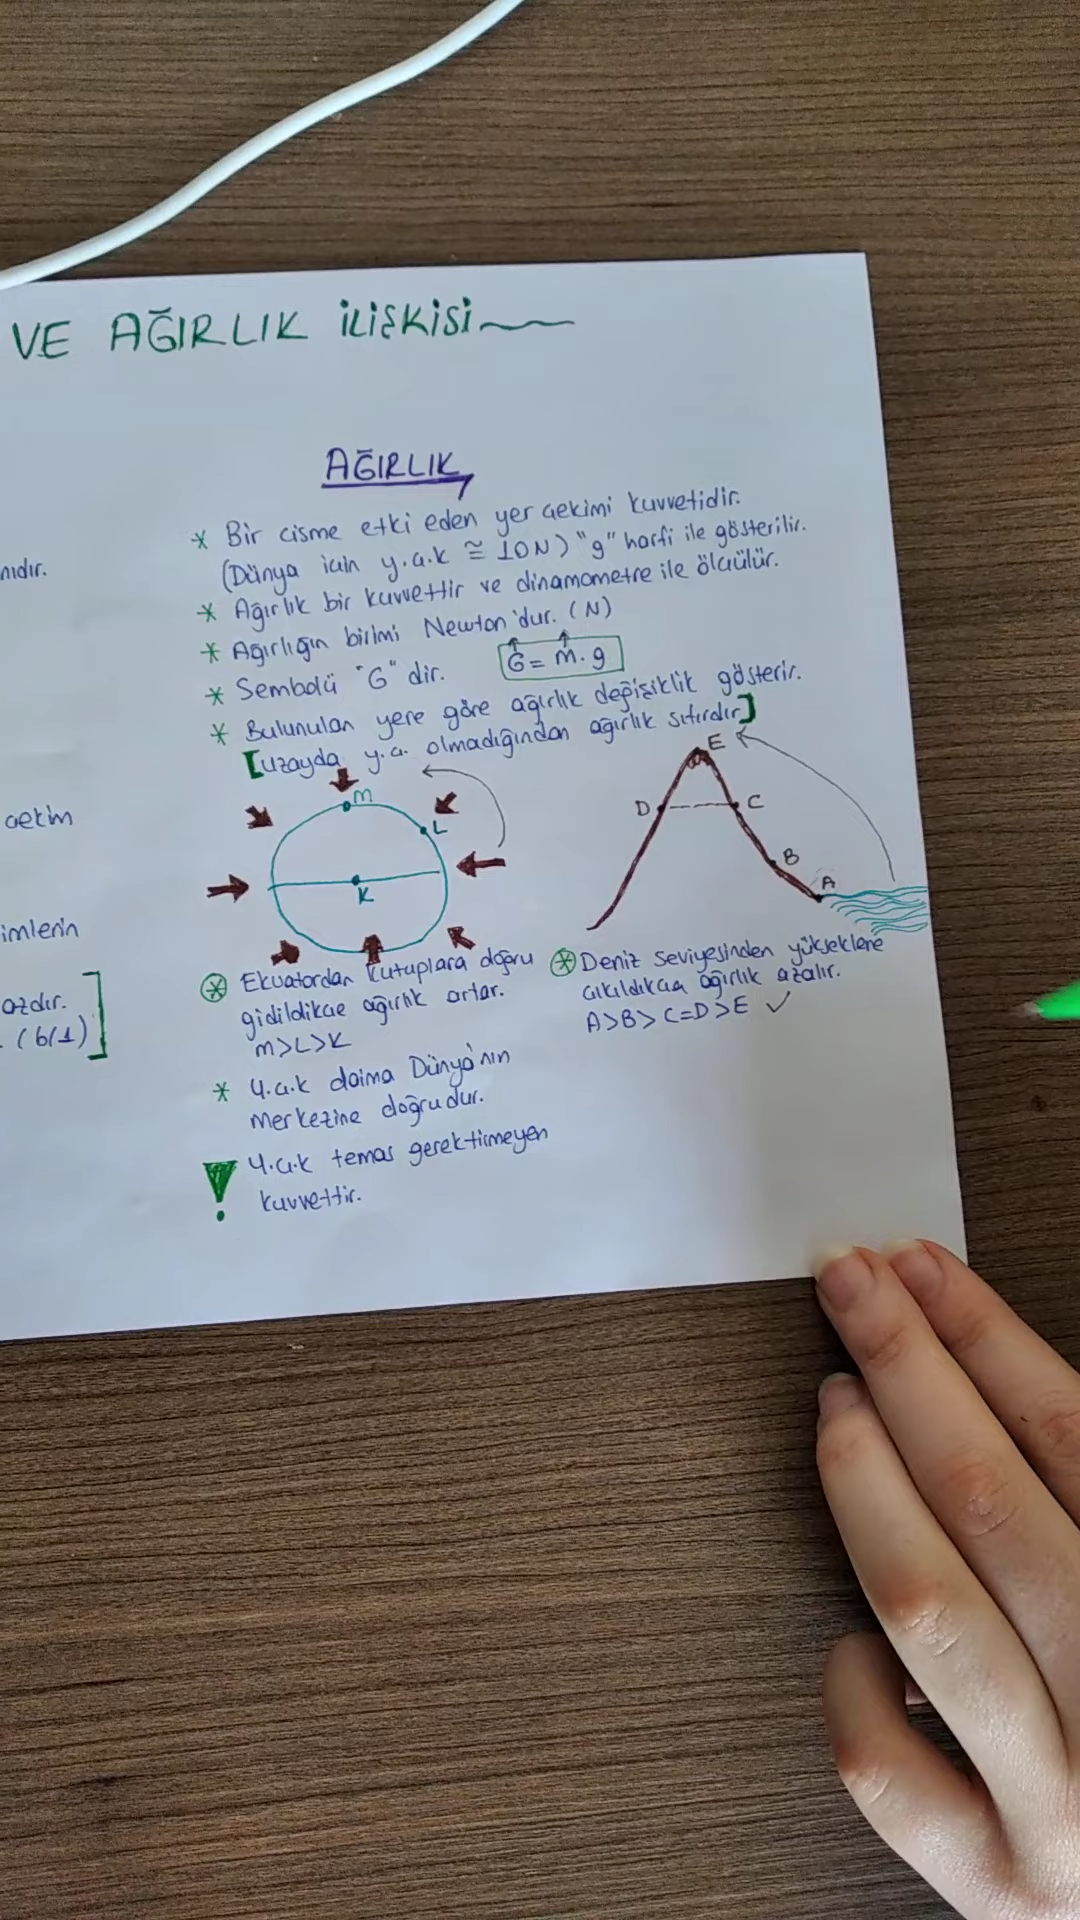 VE AĞIRLIK İLİŞKİSİ
AĞIRLIK
* Bir cisme etki eden yer çekimi kuvvetidir.
(Dünya için y.ç.k ≅ 10N) "g" harfi ile gösterilir.
* Ağırlık bir kuvvettir ve dinamometre ile ölçülür.
* Ağırlığın birimi Newton'dur. (N)
* Sembolü "G" dir.
G = m.g
* Bulunulan yere göre ağırlık değişiklik gösterir.
[uzayda y.ç. olmadığından ağırlık sıfırdır]
M
L
K
E
D
C
B
A
* Ekvatordan kutuplara doğru
gidildikçe ağırlık artar.
m>L>K
* Deniz seviyesinden yükseklere
çıkıldıkça ağırlık azalır.
A>B>C=D>E ✓
* Y.ç.k daima Dünya'nın
merkezine doğrudur.
! Y.ç.k temas gerektirmeyen
kuvvettir.
nıdır.
çekim
imlerin
azdır.
(6/1)]